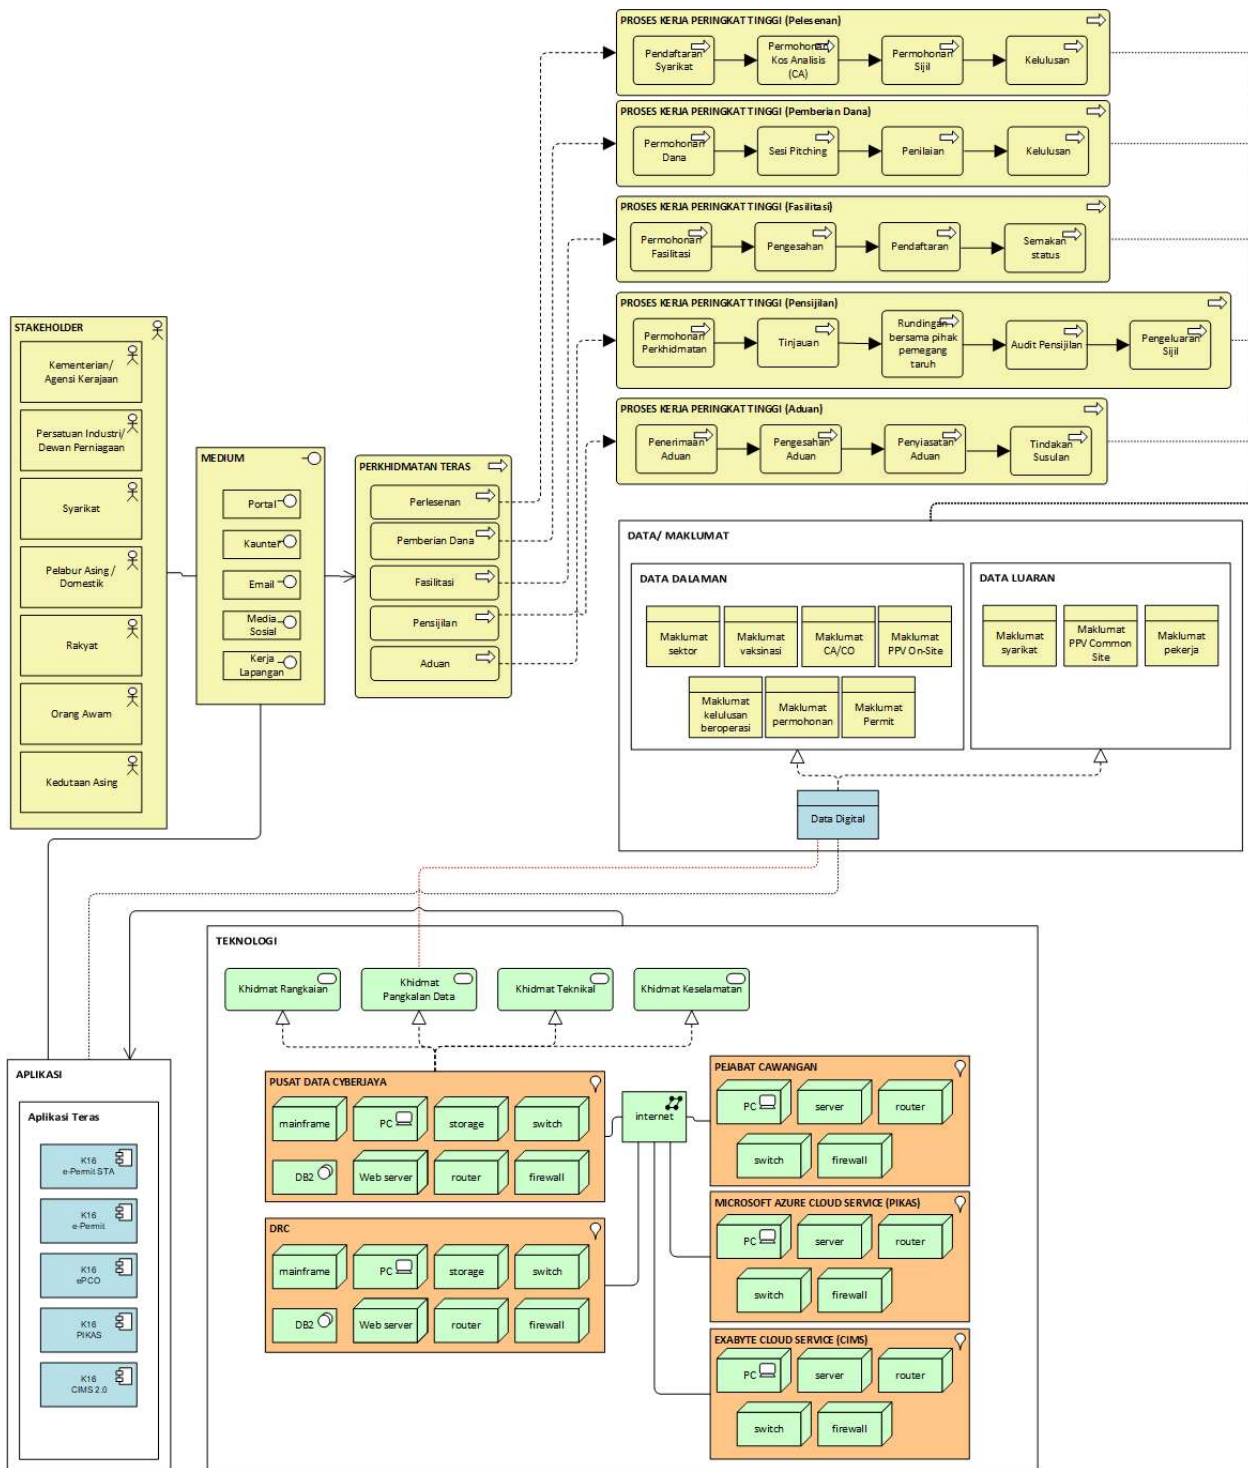 PROSES KERJA PERINGKAT TINGGI (Pelesenan)
Pendaftaran
Syarikat
Permohonan
Kos Analisis
(CA)
Permohonan
Sijil
Kelulusan
PROSES KERJA PERINGKAT TINGGI (Pemberian Dana)
Permohonan
Dana
Sesi Pitching
Penilaian
Kelulusan
PROSES KERJA PERINGKAT TINGGI (Fasilitasi)
Permohonan
Fasilitasi
Pengesahan
Pendaftaran
Semakan
status
PROSES KERJA PERINGKAT TINGGI (Pensijilan)
Permohonan
Perkhidmatan
Tinjauan
Rundingan
bersama pihak
pemegang
taruh
Audit Pensijilan
Pengeluaran
Sijil
PROSES KERJA PERINGKAT TINGGI (Aduan)
Penerimaan
Aduan
Pengesahan
Aduan
Penyiasatan
Aduan
Tindakan
Susulan
STAKEHOLDER
Kementerian/
Agensi Kerajaan
Persatuan Industri/
Dewan Perniagaan
Syarikat
Pelabur Asing /
Domestik
Rakyat
Orang Awam
Kedutaan Asing
MEDIUM
Portal
Kaunter
Email
Media
Sosial
Kerja
Lapangan
PERKHIDMATAN TERAS
Perlesenan
Pemberian Dana
Fasilitasi
Pensijilan
Aduan
DATA/ MAKLUMAT
DATA DALAMAN
Maklumat
sektor
Maklumat
vaksinasi
Maklumat
CA/CO
Maklumat
PPV On-Site
Maklumat
kelulusan
beroperasi
Maklumat
permohonan
Maklumat
Permit
DATA LUARAN
Maklumat
syarikat
Maklumat
PPV Common
Site
Maklumat
pekerja
Data Digital
TEKNOLOGI
Khidmat Rangkaian
Khidmat
Pangkalan Data
Khidmat Teknikal
Khidmat Keselamatan
PUSAT DATA CYBERJAYA
mainframe
PC
storage
switch
DB2
Web server
router
firewall
DRC
mainframe
PC
storage
switch
DB2
Web server
router
firewall
internet
PEJABAT CAWANGAN
PC
server
router
switch
firewall
MICROSOFT AZURE CLOUD SERVICE (PIKAS)
PC
server
router
switch
firewall
EXABYTE CLOUD SERVICE (CIMS)
PC
server
router
switch
firewall
APLIKASI
Aplikasi Teras
K16
e-Permit STA
K16
e-Permit
K16
ePCO
K16
PIKAS
K16
CIMS 2.0